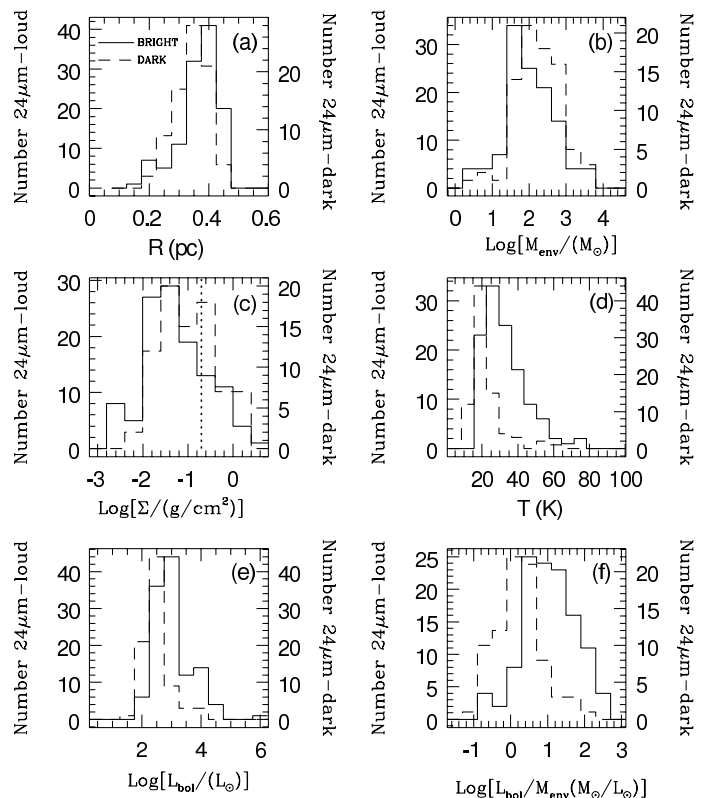 Number 24μm-loud
40
30
20
10
0
BRIGHT
DARK
(a)
20
10
0
Number 24μm-dark
0 0.2 0.4 0.6
R (pc)
Number 24μm-loud
30
20
10
0
(b)
20
15
10
5
0
Number 24μm-dark
0 1 2 3 4
Log[M_env/(M_⊙)]
Number 24μm-loud
30
20
10
0
(c)
20
15
10
5
0
Number 24μm-dark
-3 -2 -1 0
Log[Σ/(g/cm²)]
Number 24μm-loud
30
20
10
0
(d)
40
30
20
10
0
Number 24μm-dark
20 40 60 80 100
T (K)
Number 24μm-loud
40
30
20
10
0
(e)
40
30
20
10
0
Number 24μm-dark
2 4 6
Log[L_bol/(L_⊙)]
Number 24μm-loud
25
20
15
10
5
0
(f)
20
15
10
5
0
Number 24μm-dark
-1 0 1 2 3
Log[L_bol/M_env(M_⊙/L_⊙)]